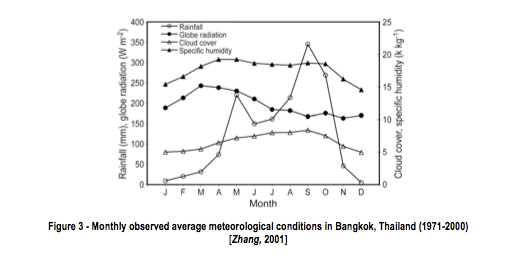 400
350
300
250
200
150
100
50
0
25
20
15
10
5
0
Rainfall
Globe radiation
Cloud cover
Specific humidity
Rainfall (mm), globe radiation (W m⁻²)
Cloud cover, specific humidity (k kg⁻¹)
J F M A M J J A S O N D
Month
Figure 3 - Monthly observed average meteorological conditions in Bangkok, Thailand (1971-2000)
[Zhang, 2001]